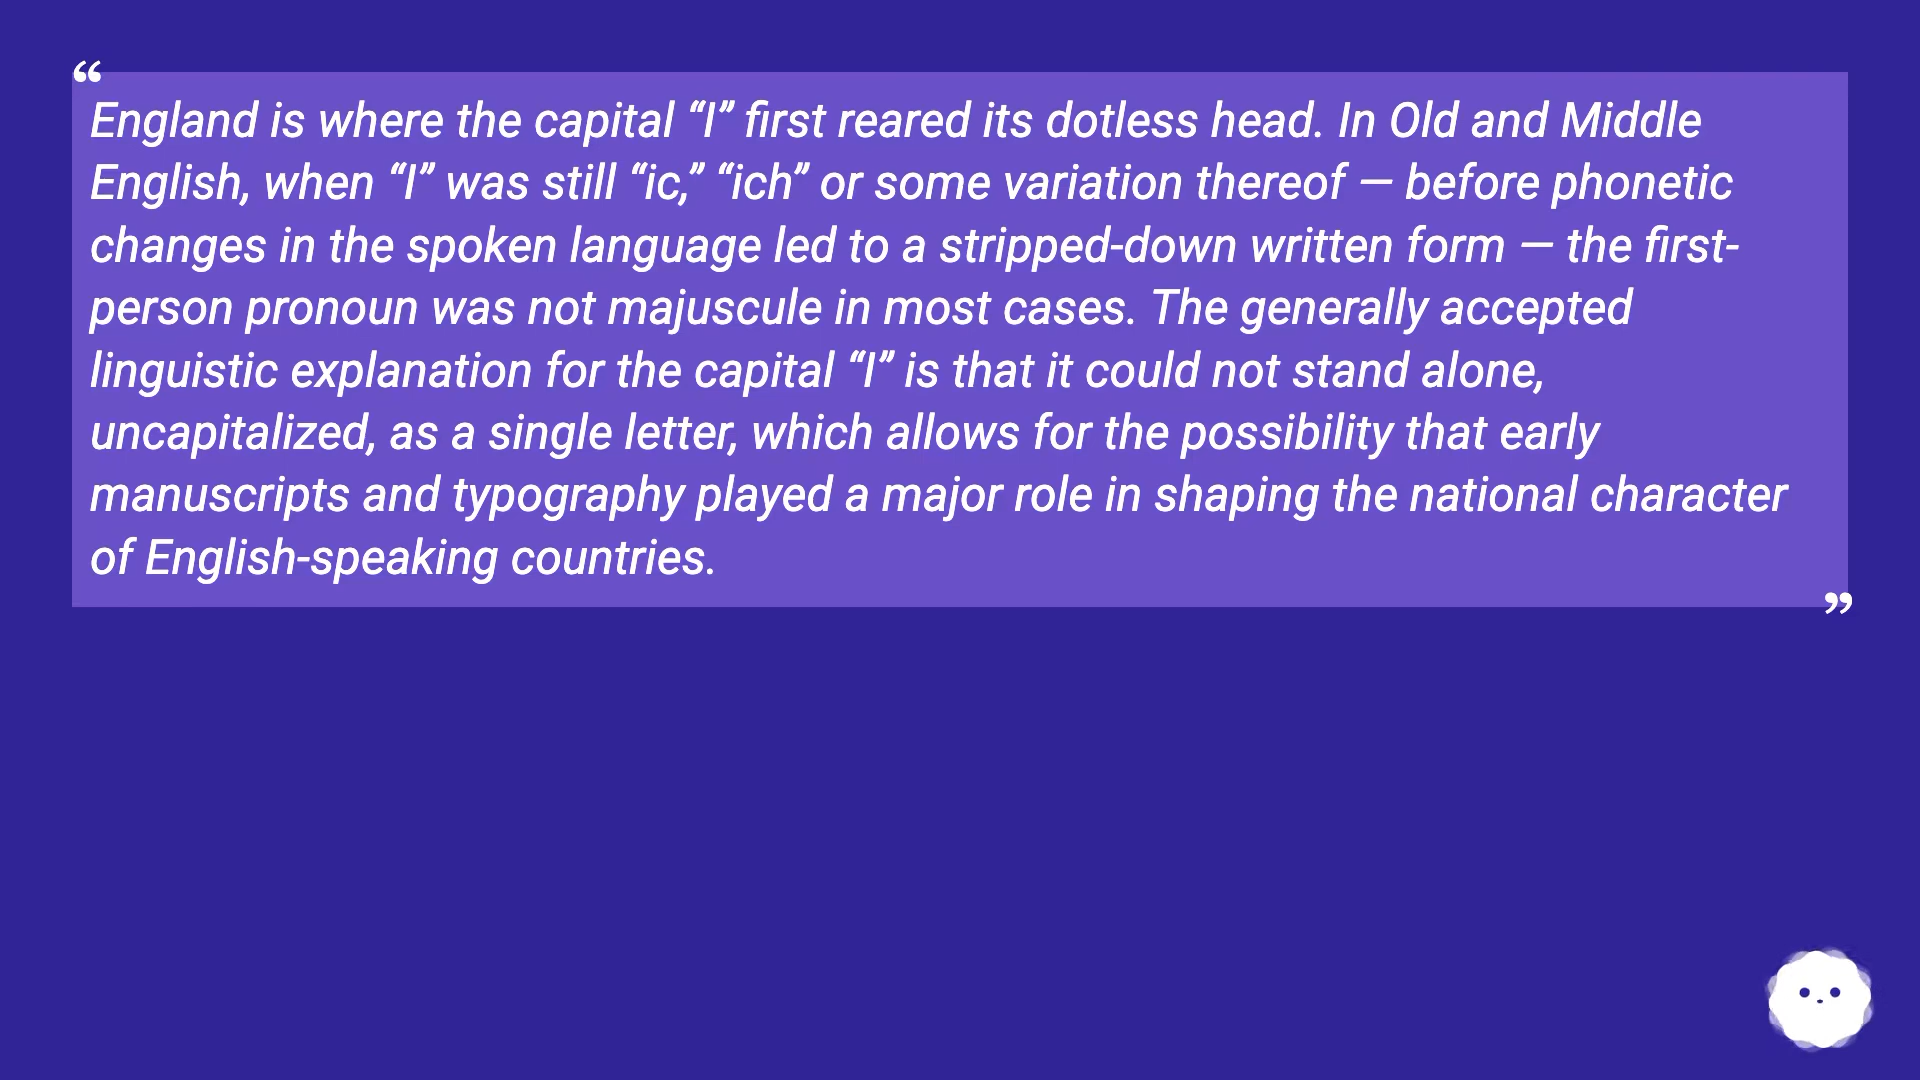 “
England is where the capital “I” first reared its dotless head. In Old and Middle
English, when “I” was still “ic,” “ich” or some variation thereof — before phonetic
changes in the spoken language led to a stripped-down written form — the first-
person pronoun was not majuscule in most cases. The generally accepted
linguistic explanation for the capital “I” is that it could not stand alone,
uncapitalized, as a single letter, which allows for the possibility that early
manuscripts and typography played a major role in shaping the national character
of English-speaking countries.
”